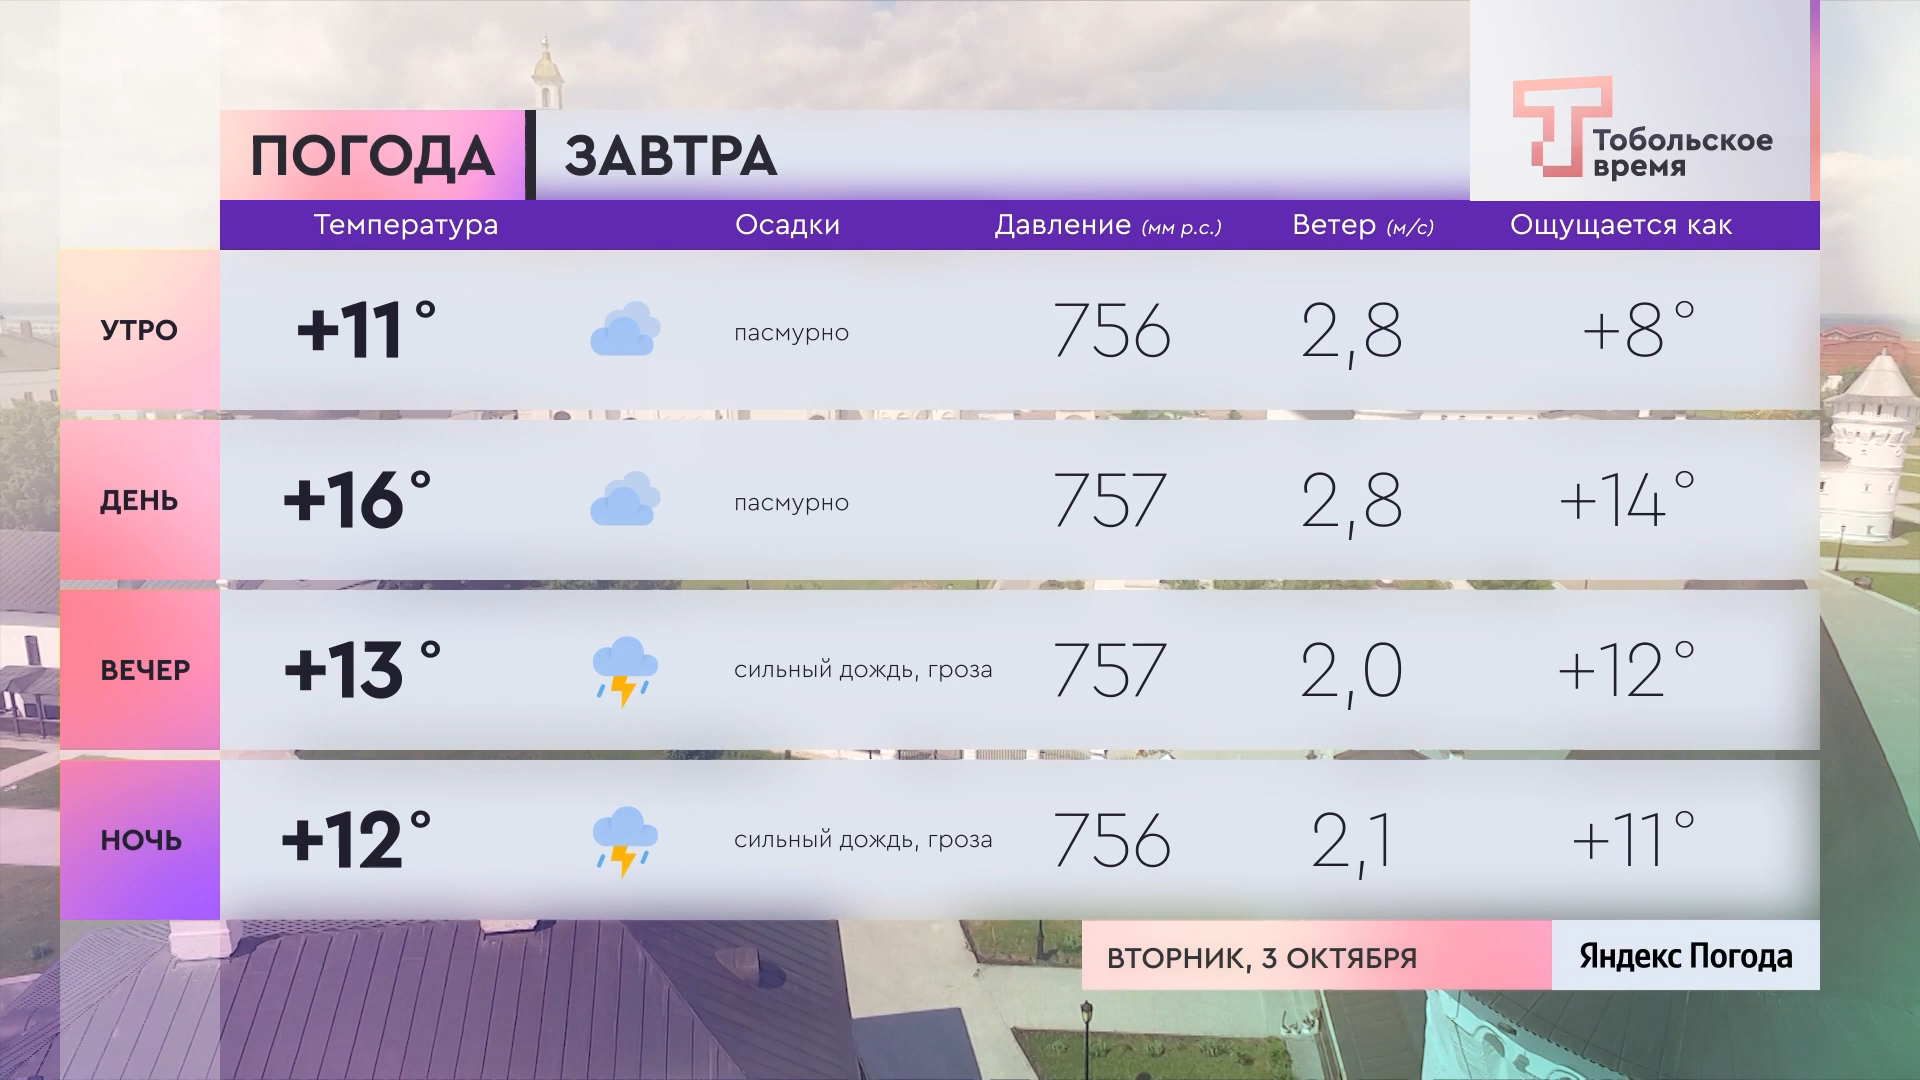 Тобольское
время
ПОГОДА ЗАВТРА
Температура Осадки Давление (мм р.с.) Ветер (м/с) Ощущается как
УТРО +11° пасмурно 756 2,8 +8°
ДЕНЬ +16° пасмурно 757 2,8 +14°
ВЕЧЕР +13° сильный дождь, гроза 757 2,0 +12°
НОЧЬ +12° сильный дождь, гроза 756 2,1 +11°
ВТОРНИК, 3 ОКТЯБРЯ Яндекс Погода